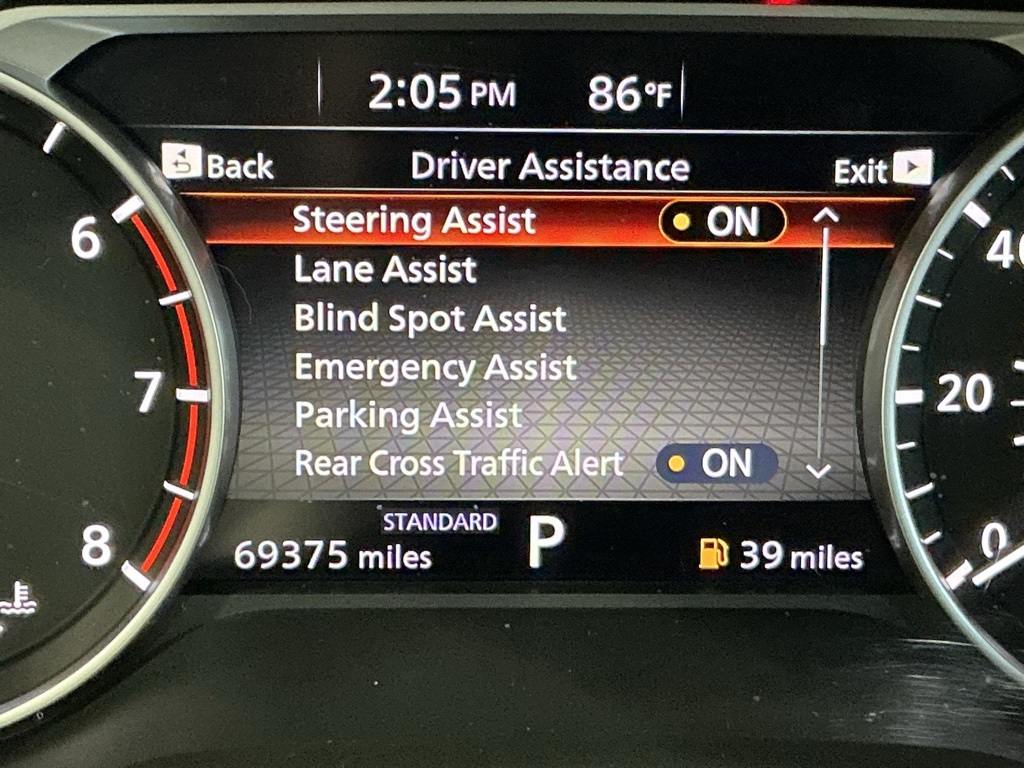 2:05 PM 86°F
Back Driver Assistance Exit
Steering Assist ON
Lane Assist
Blind Spot Assist
Emergency Assist
Parking Assist
Rear Cross Traffic Alert ON
STANDARD
69375 miles P 39 miles
6
7
8
40
20
0